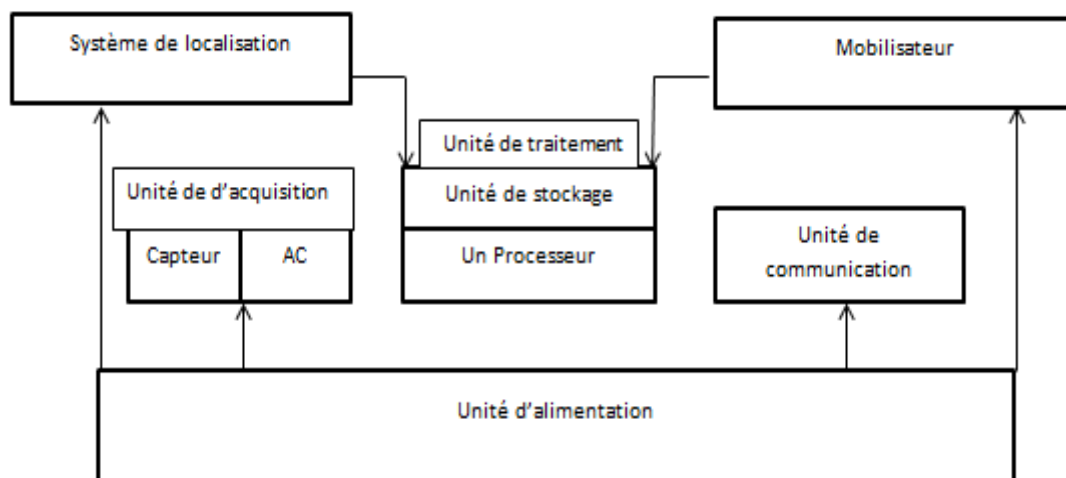 Système de localisation
Mobilisateur
Unité de traitement
Unité de d'acquisition
Unité de stockage
Capteur
AC
Un Processeur
Unité de
communication
Unité d'alimentation